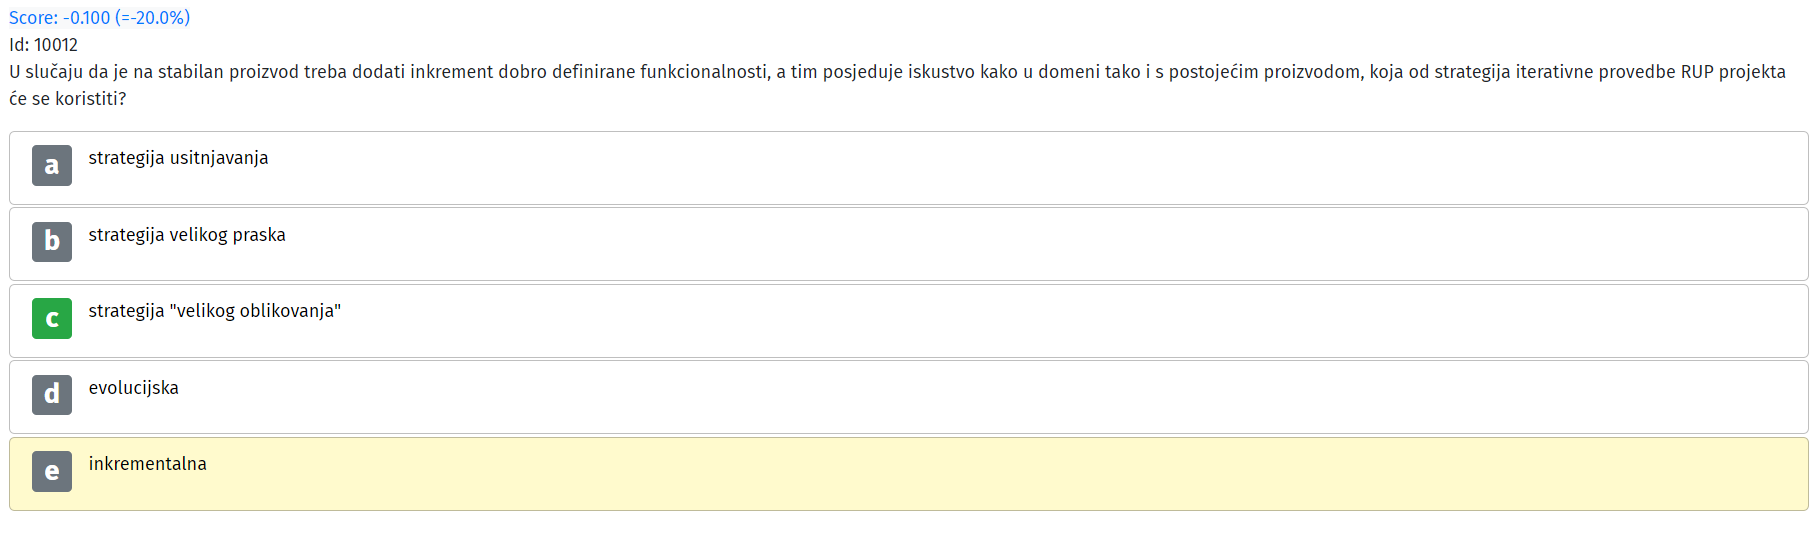 Score: -0.100 (=-20.0%)
Id: 10012
U slučaju da je na stabilan proizvod treba dodati inkrement dobro definirane funkcionalnosti, a tim posjeduje iskustvo kako u domeni tako i s postojećim proizvodom, koja od strategija iterativne provedbe RUP projekta
će se koristiti?
a strategija usitnjavanja
b strategija velikog praska
c strategija "velikog oblikovanja"
d evolucijska
e inkrementalna